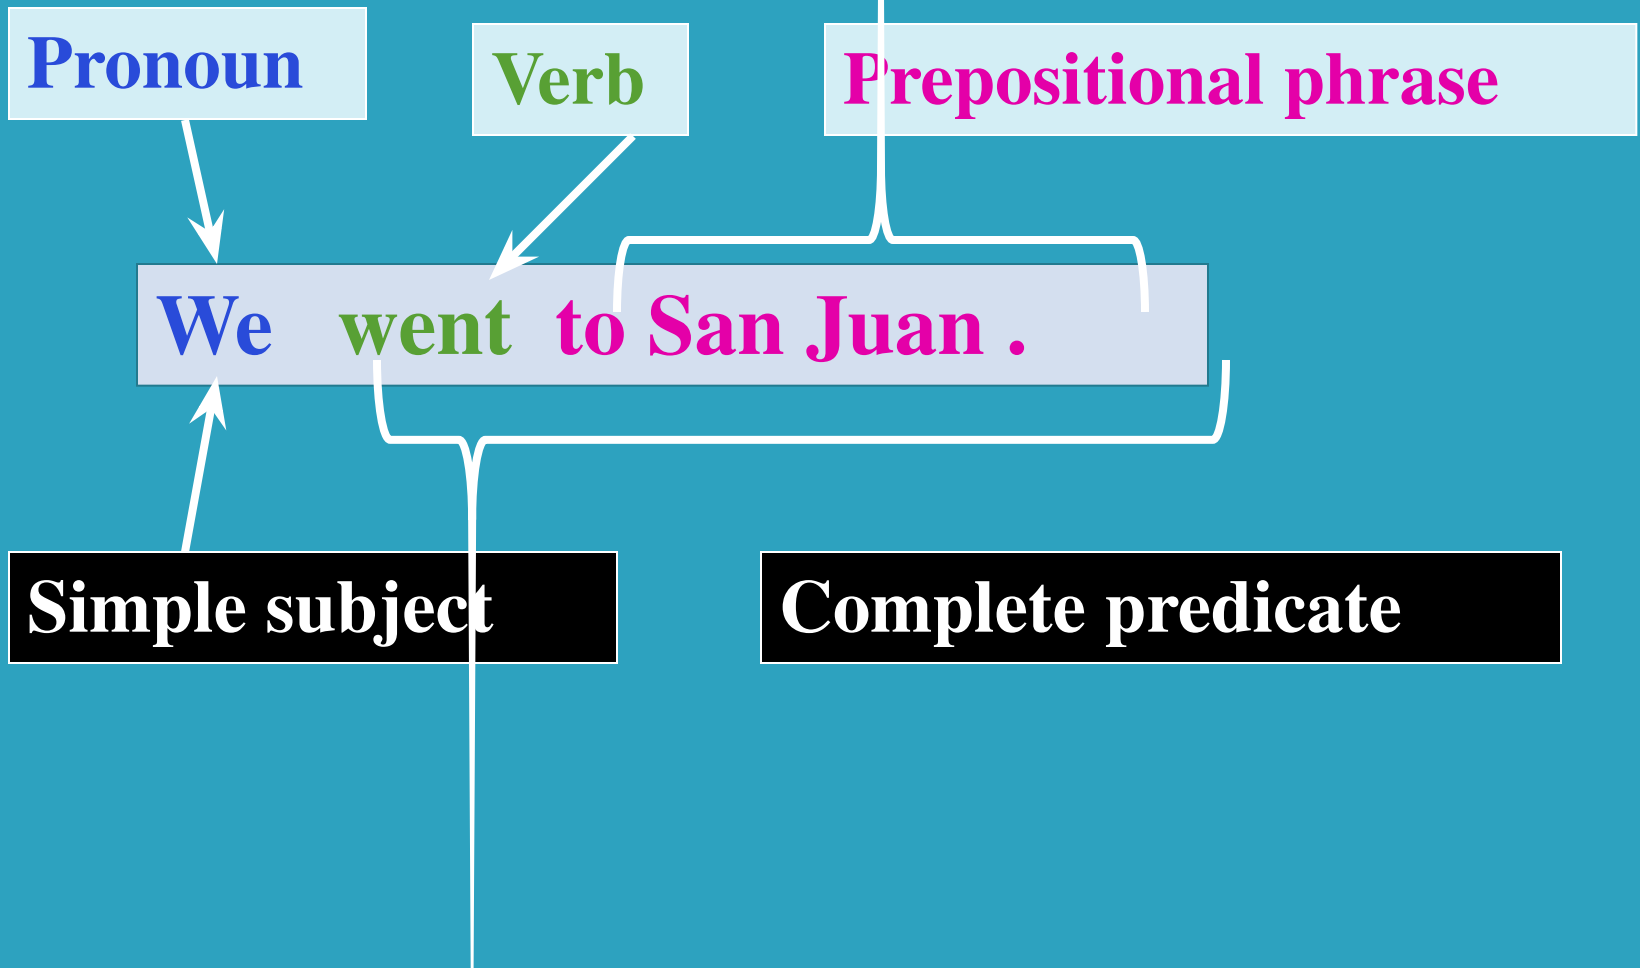 Pronoun
Verb
Prepositional phrase
We went to San Juan .
Simple subject
Complete predicate